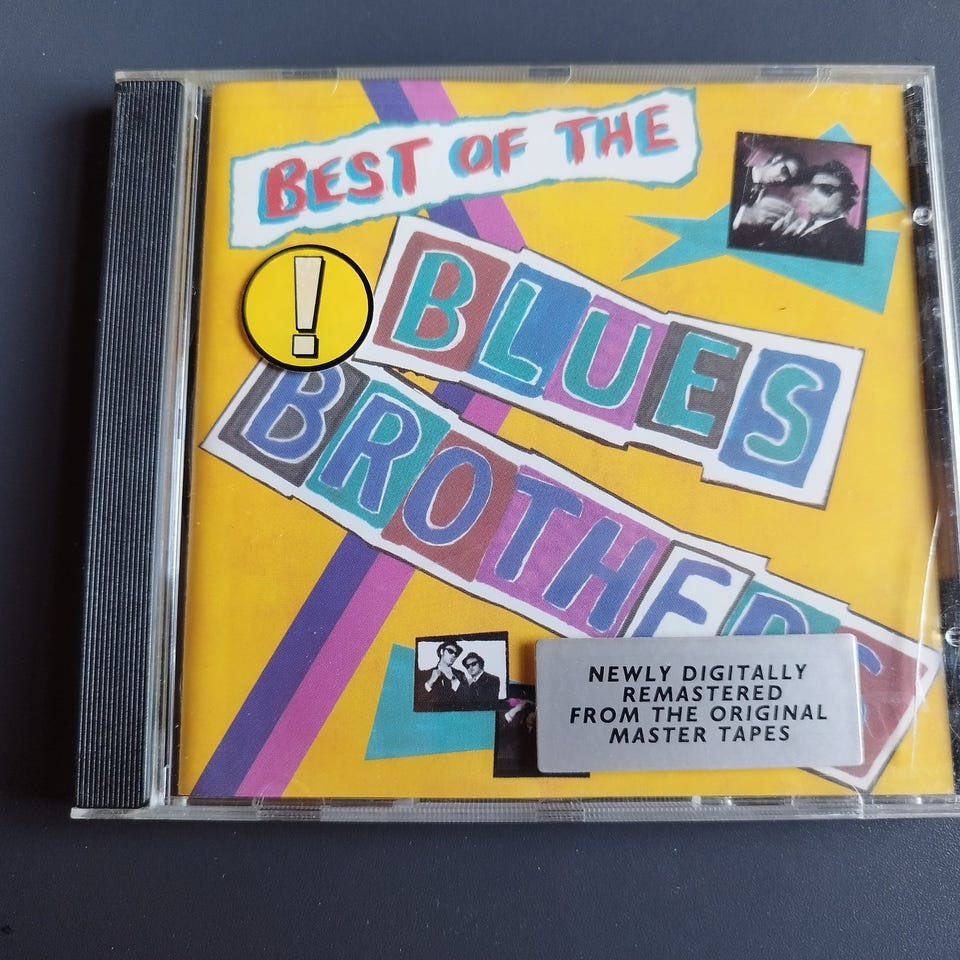 BEST OF THE
!
BLUES
BROTHERS
NEWLY DIGITALLY
REMASTERED
FROM THE ORIGINAL
MASTER TAPES